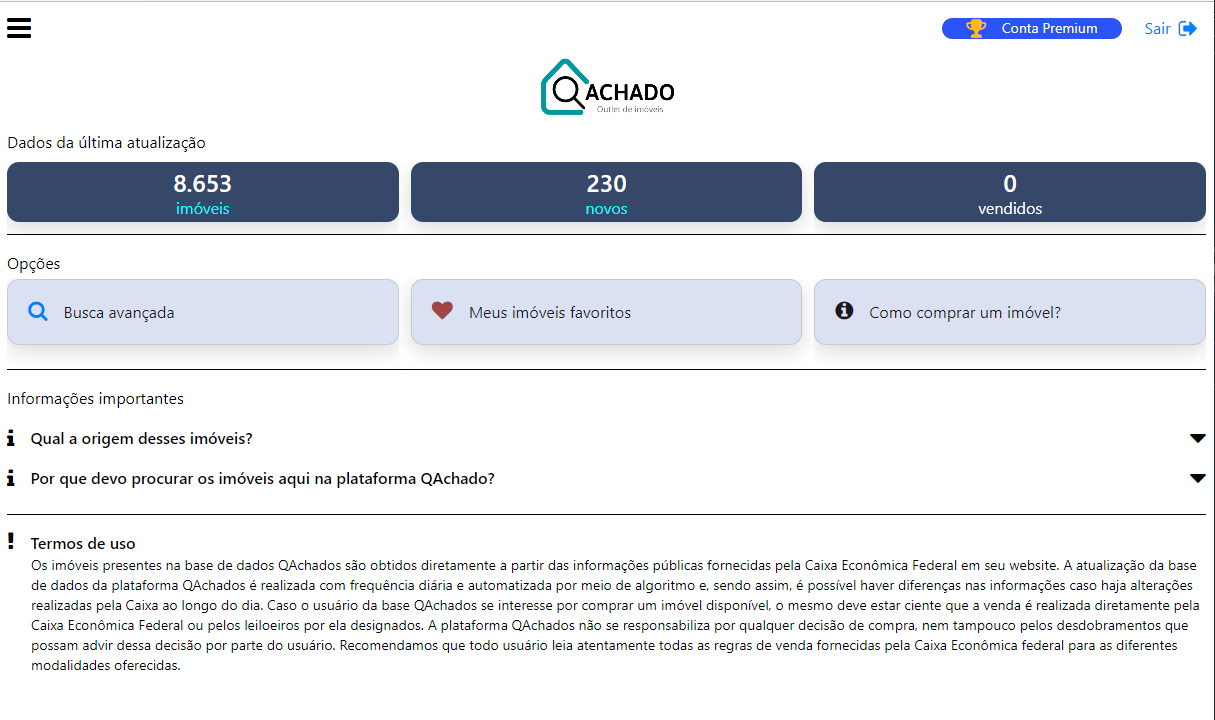 Conta Premium
Sair
QACHADO
Outlet de imóveis
Dados da última atualização
8.653
imóveis
230
novos
0
vendidos
Opções
Busca avançada
Meus imóveis favoritos
Como comprar um imóvel?
Informações importantes
Qual a origem desses imóveis?
Por que devo procurar os imóveis aqui na plataforma QAchado?
Termos de uso
Os imóveis presentes na base de dados QAchados são obtidos diretamente a partir das informações públicas fornecidas pela Caixa Econômica Federal em seu website. A atualização da base
de dados da plataforma QAchados é realizada com frequência diária e automatizada por meio de algoritmo e, sendo assim, é possível haver diferenças nas informações caso haja alterações
realizadas pela Caixa ao longo do dia. Caso o usuário da base QAchados se interesse por comprar um imóvel disponível, o mesmo deve estar ciente que a venda é realizada diretamente pela
Caixa Econômica Federal ou pelos leiloeiros por ela designados. A plataforma QAchados não se responsabiliza por qualquer decisão de compra, nem tampouco pelos desdobramentos que
possam advir dessa decisão por parte do usuário. Recomendamos que todo usuário leia atentamente todas as regras de venda fornecidas pela Caixa Econômica federal para as diferentes
modalidades oferecidas.